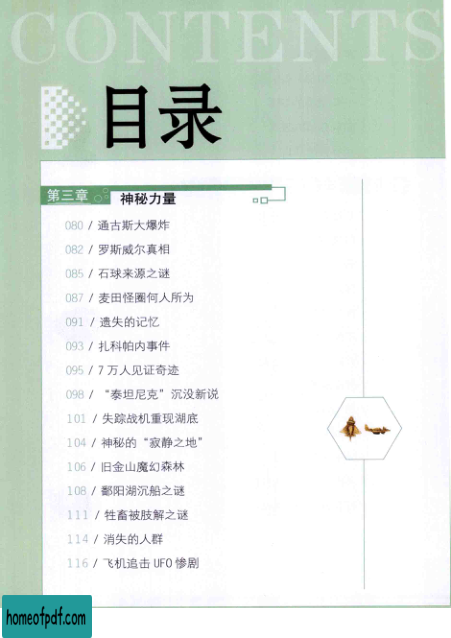 CONTENTS
目录
第三章 神秘力量
080 / 通古斯大爆炸
082 / 罗斯威尔真相
085 / 石球来源之谜
087 / 麦田怪圈何人所为
091 / 遗失的记忆
093 / 扎科帕内事件
095 / 7万人见证奇迹
098 / “泰坦尼克”沉没新说
101 / 失踪战机重现湖底
104 / 神秘的“寂静之地”
106 / 旧金山魔幻森林
108 / 鄱阳湖沉船之谜
111 / 牲畜被肢解之谜
114 / 消失的人群
116 / 飞机追击 UFO 惨剧
homeofpdf.com